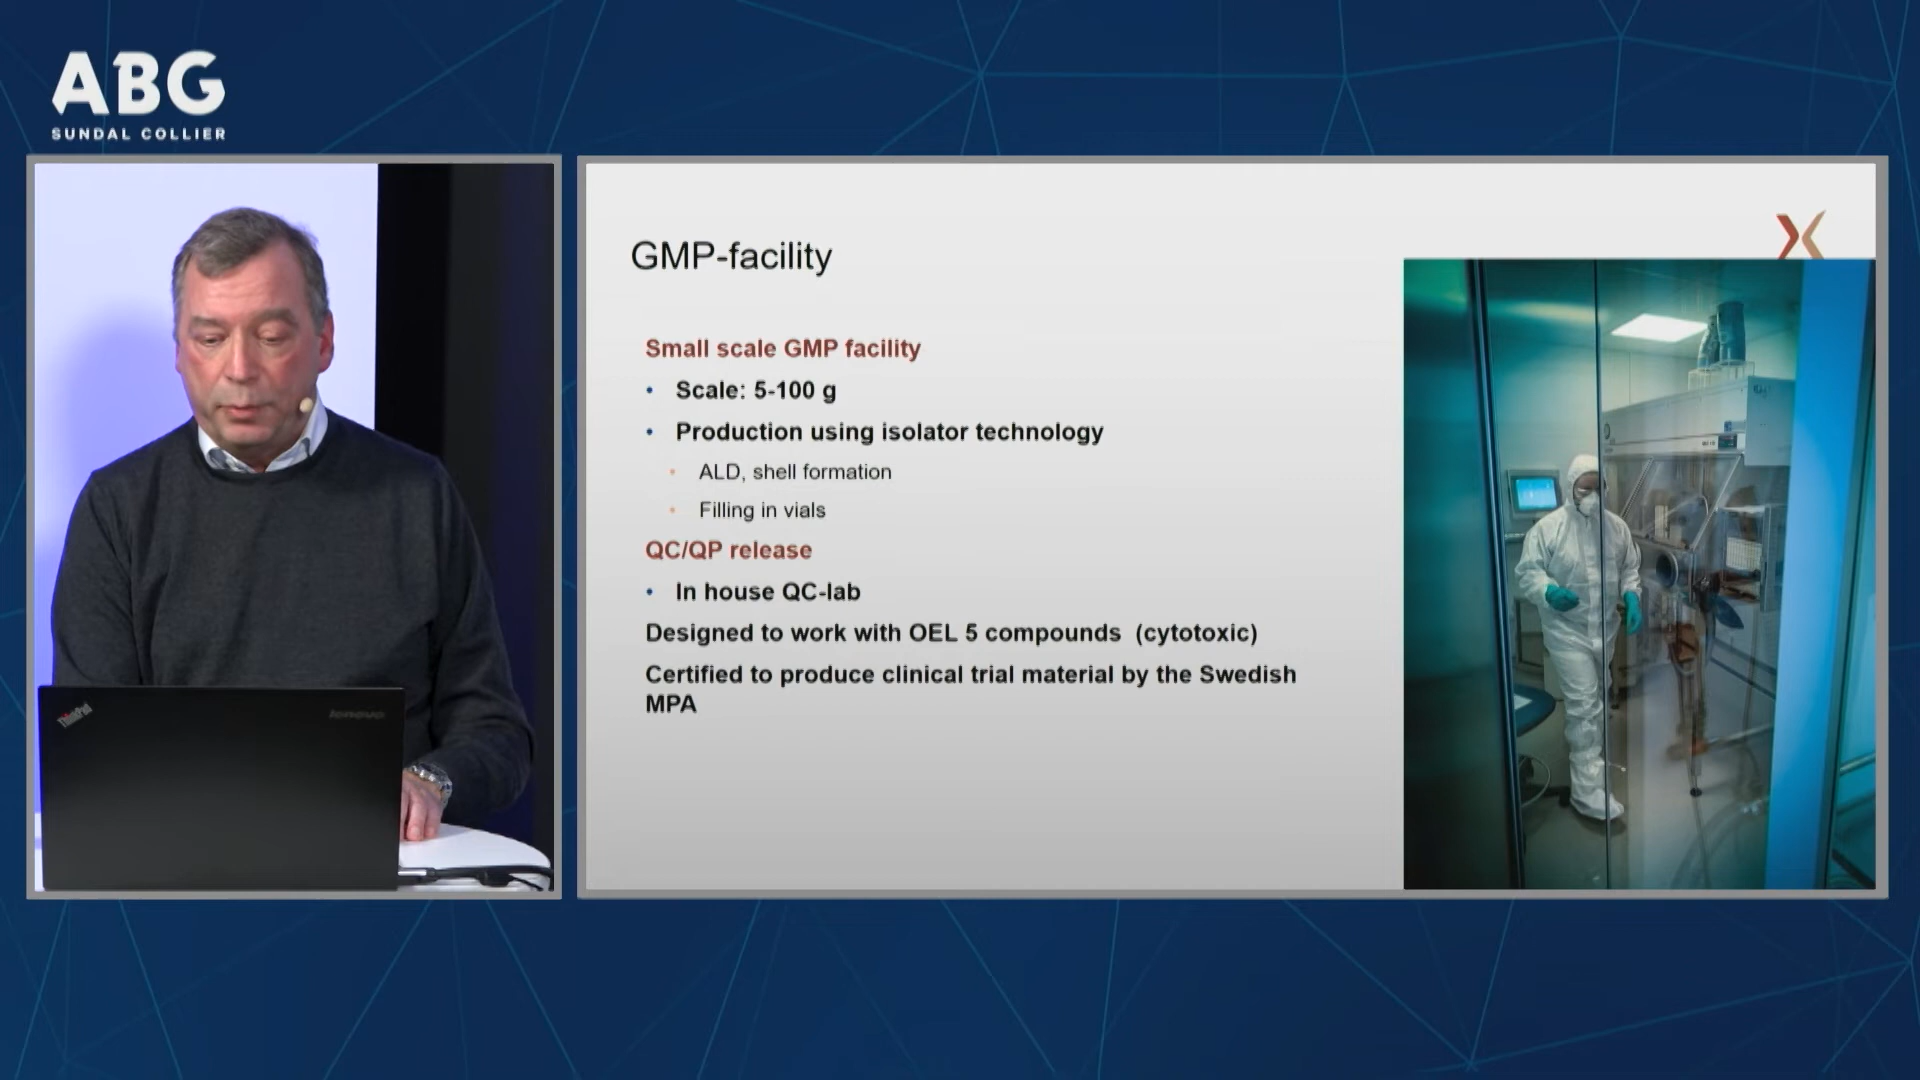 ABG
SUNDAL COLLIER
GMP-facility
Small scale GMP facility
• Scale: 5-100 g
• Production using isolator technology
• ALD, shell formation
• Filling in vials
QC/QP release
• In house QC-lab
Designed to work with OEL 5 compounds (cytotoxic)
Certified to produce clinical trial material by the Swedish
MPA
ThinkPad
lenovo